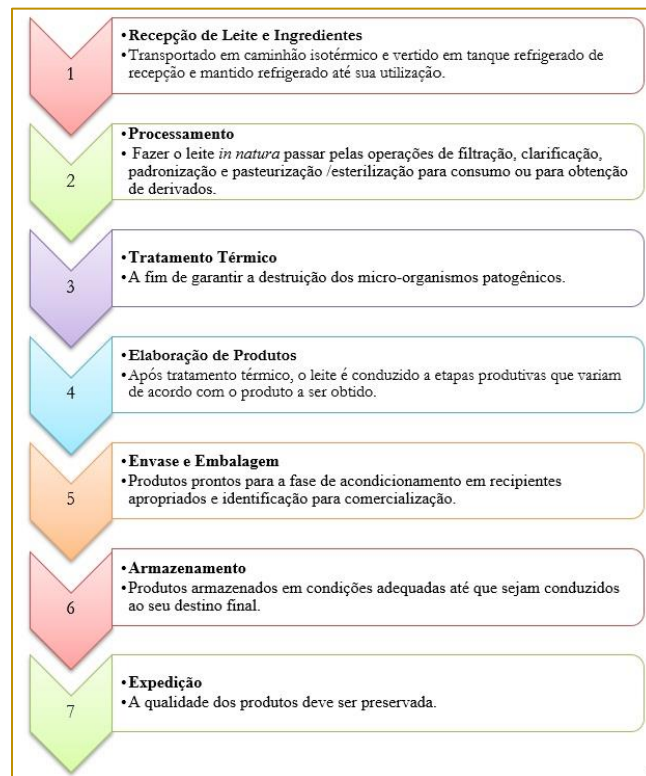 1
•Recepção de Leite e Ingredientes
•Transportado em caminhão isotérmico e vertido em tanque refrigerado de
recepção e mantido refrigerado até sua utilização.
2
•Processamento
• Fazer o leite in natura passar pelas operações de filtração, clarificação,
padronização e pasteurização /esterilização para consumo ou para obtenção
de derivados.
3
•Tratamento Térmico
•A fim de garantir a destruição dos micro-organismos patogênicos.
4
•Elaboração de Produtos
•Após tratamento térmico, o leite é conduzido a etapas produtivas que variam
de acordo com o produto a ser obtido.
5
•Envase e Embalagem
•Produtos prontos para a fase de acondicionamento em recipientes
apropriados e identificação para comercialização.
6
•Armazenamento
•Produtos armazenados em condições adequadas até que sejam conduzidos
ao seu destino final.
7
•Expedição
•A qualidade dos produtos deve ser preservada.